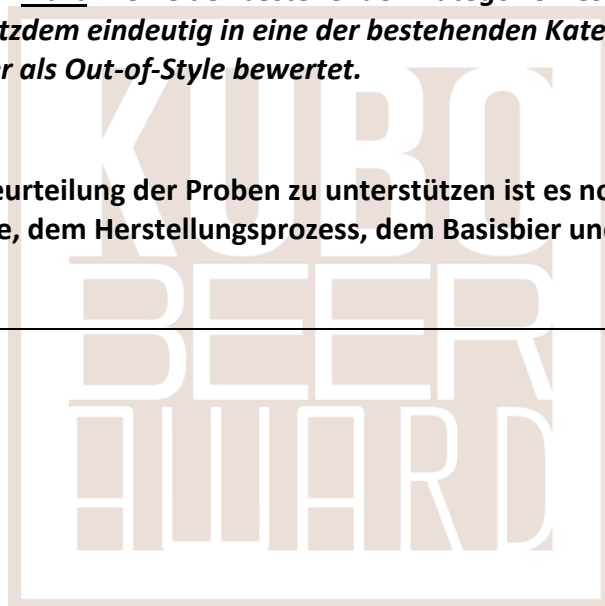 tzdem eindeutig in eine der bestehenden Kate
r als Out-of-Style bewertet.
eurteilung der Proben zu unterstützen ist es no
e, dem Herstellungsprozess, dem Basisbier un
KUBO
BEER
AWARD